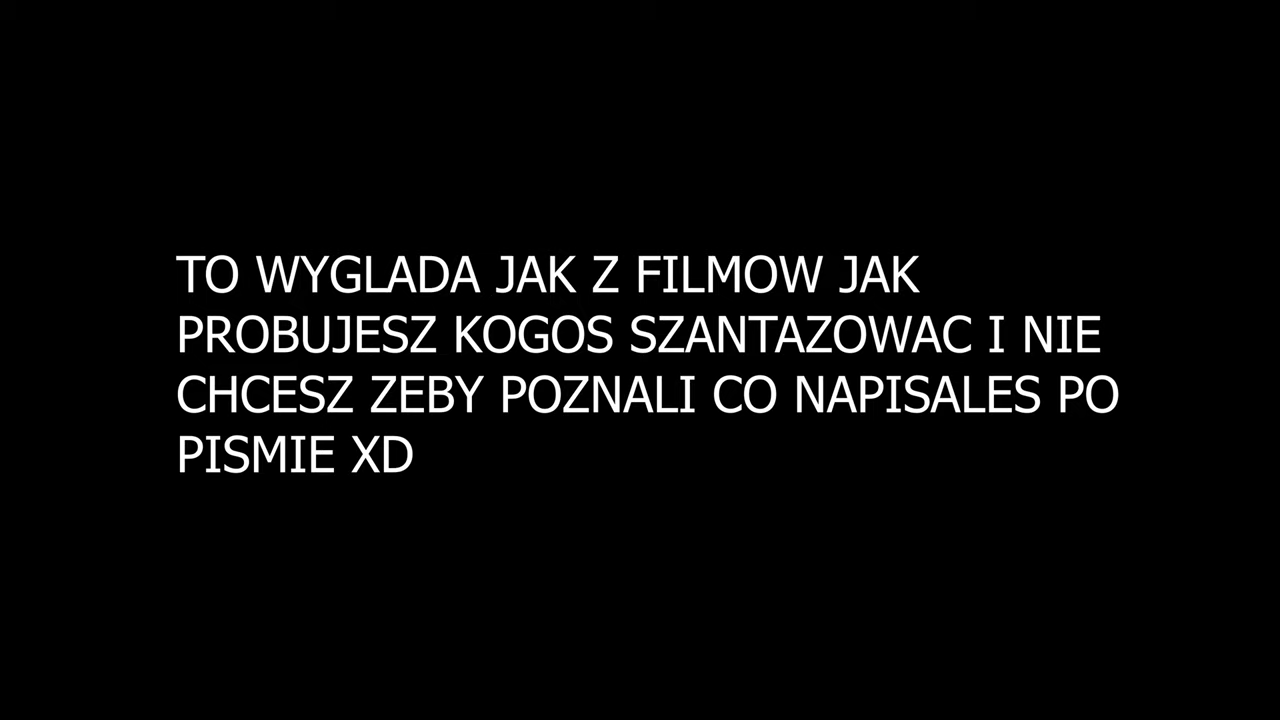 TO WYGLADA JAK Z FILMOW JAK
PROBUJESZ KOGOS SZANTAZOWAC I NIE
CHCESZ ZEBY POZNALI CO NAPISALES PO
PISMIE XD